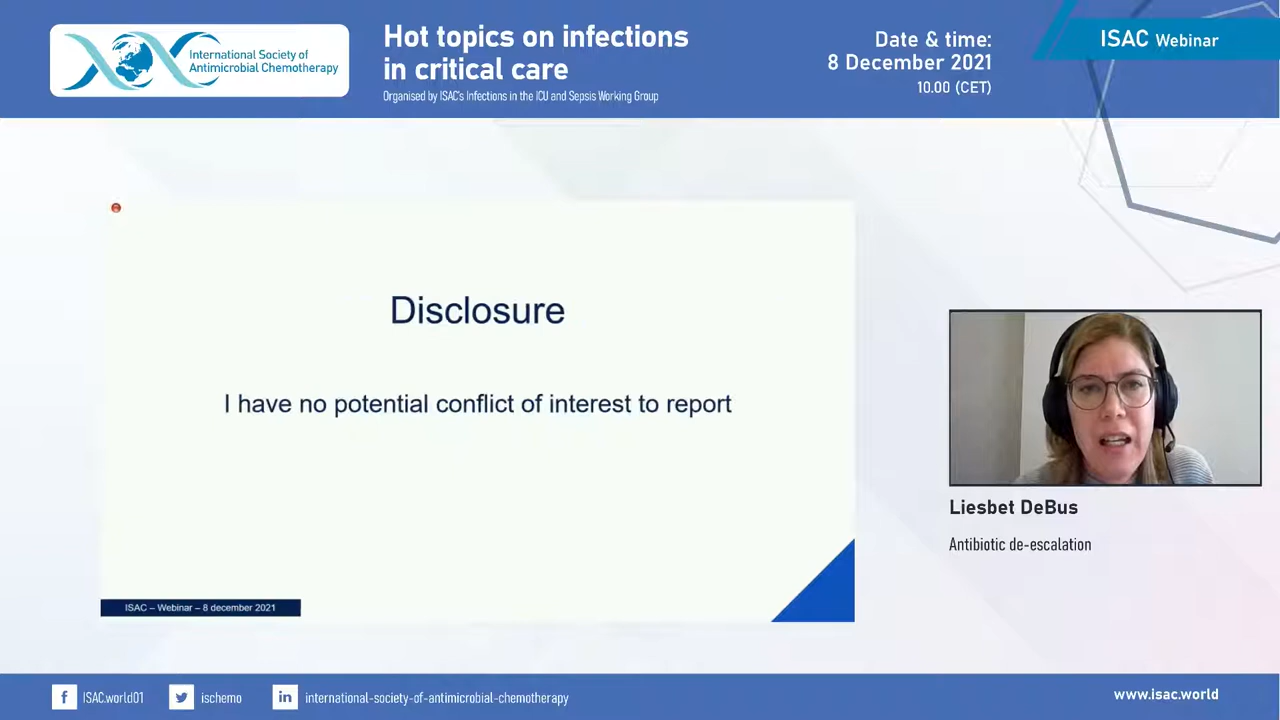 International Society of
Antimicrobial Chemotherapy
Hot topics on infections
in critical care
Organised by ISAC's Infections in the ICU and Sepsis Working Group
Date & time:
8 December 2021
10.00 (CET)
ISAC Webinar
Disclosure
I have no potential conflict of interest to report
ISAC – Webinar – 8 december 2021
Liesbet DeBus
Antibiotic de-escalation
f ISAC.world01
ischemo
in international-society-of-antimicrobial-chemotherapy
www.isac.world